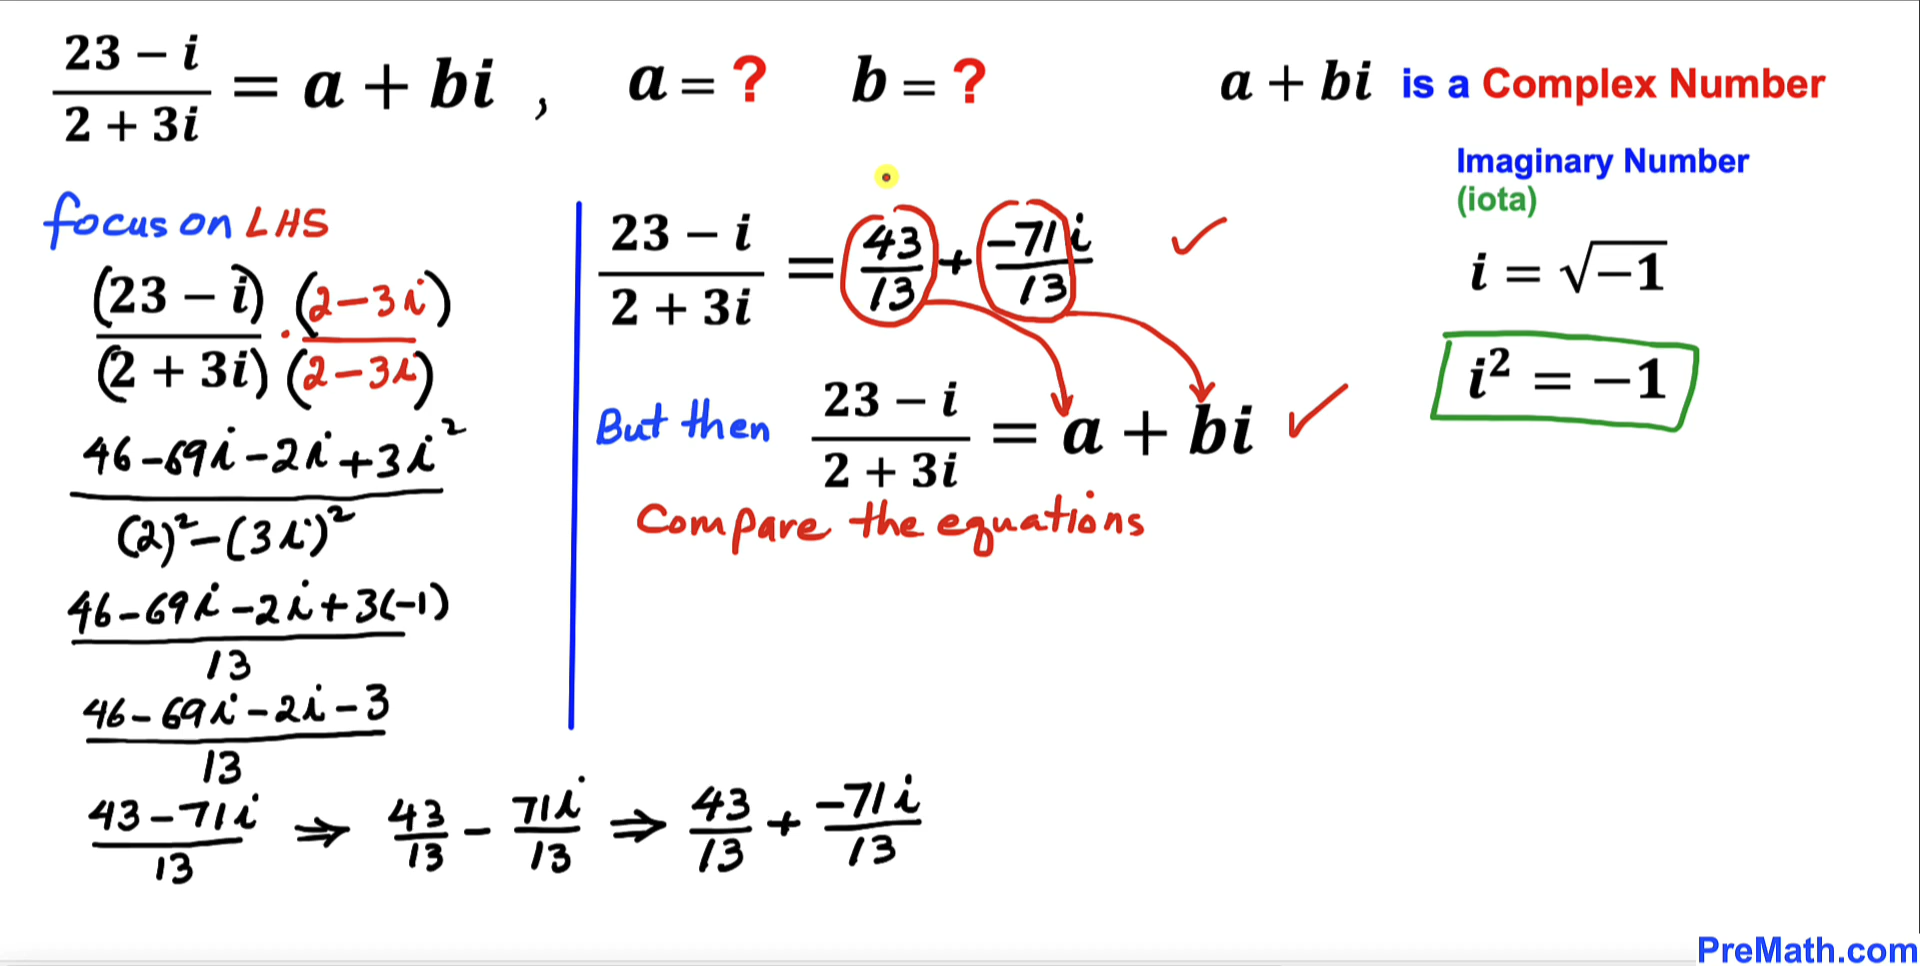 (23 − i)/(2 + 3i) = a + bi , a = ? b = ?
a + bi is a Complex Number
Imaginary Number
(iota)
i = √−1
i² = −1
focus on LHS
(23 − i)/(2 + 3i) · (2−3i)/(2−3i)
(46−69i−2i+3i²)/((2)²−(3i)²)
(46−69i−2i+3(−1))/13
(46−69i−2i−3)/13
(43−71i)/13 ⇒ 43/13 − 71i/13 ⇒ 43/13 + −71i/13
(23 − i)/(2 + 3i) = 43/13 + −71i/13 ✓
But then (23 − i)/(2 + 3i) = a + bi ✓
Compare the equations
PreMath.com